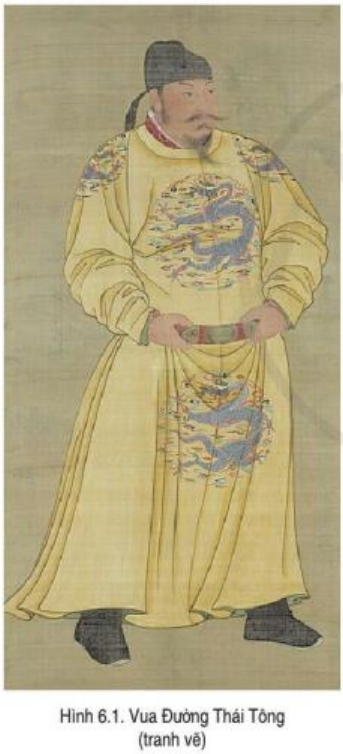 Hình 6.1. Vua Đường Thái Tông
(tranh vẽ)